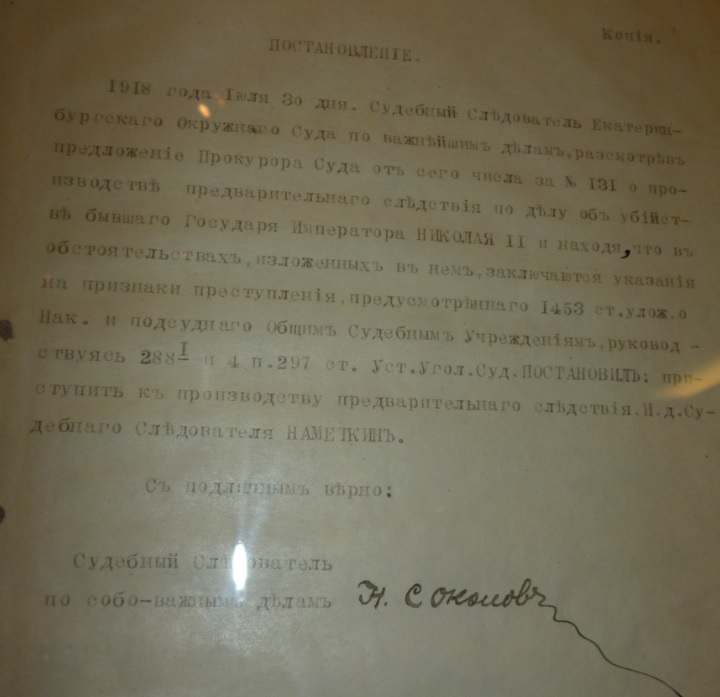 Копія.
ПОСТАНОВЛЕНІЕ.
1918 года Іюля 30 дня. Судебный Слѣдователь Екатерин-
бургскаго Окружнаго Суда по важнѣйшимъ дѣламъ,разсмотрѣвъ
предложеніе Прокурора Суда отъ сего числа за № 131 о про-
изводствѣ предварительнаго слѣдствія по дѣлу объ убійст-
вѣ бывшаго Государя Императора НИКОЛАЯ II и находя,что въ
обстоятельствахъ,изложенныхъ въ немъ,заключаются указанія
на признаки преступленія,предусмотрѣннаго 1453 ст.улож.о
Нак. и подсуднаго Общимъ Судебнымъ Учрежденіямъ,руковод-
ствуясь 288 I и 4 п.297 ст. Уст.Угол.Суд.ПОСТАНОВИЛЪ: при-
ступить къ производству предварительнаго слѣдствія.И.д.Су-
дебнаго Слѣдователя НАМЕТКИНЪ.
Съ подлиннымъ вѣрно:
Судебный Слѣдователь
по собо-важнымъ дѣламъ Н. Соколовъ